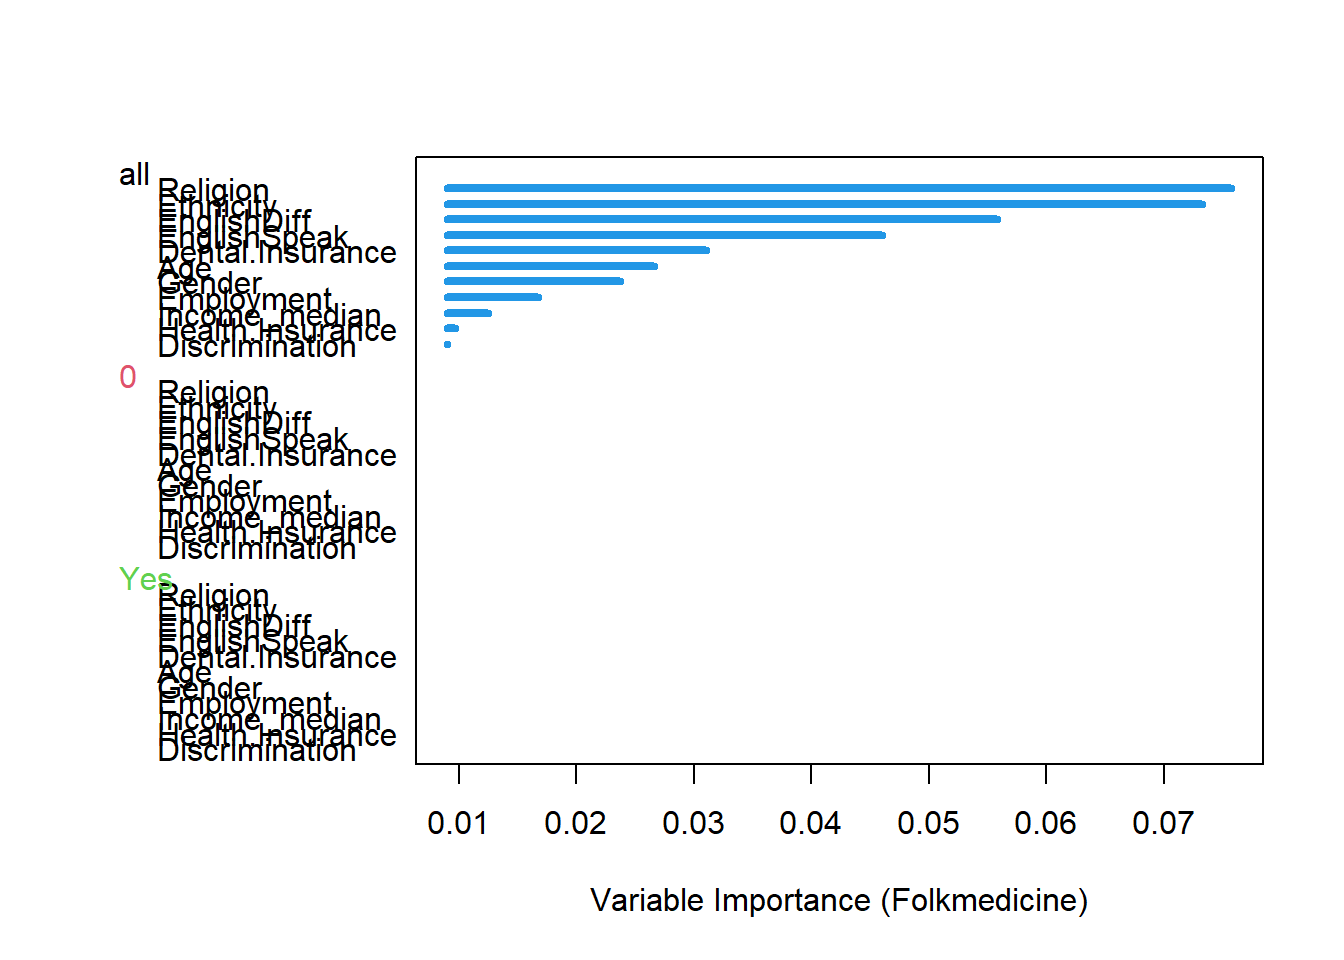 all
Religion
Ethnicity
EnglishDiff
EnglishSpeak
Dental.Insurance
Age
Gender
Employment
Income_median
Health.Insurance
Discrimination
0
Religion
Ethnicity
EnglishDiff
EnglishSpeak
Dental.Insurance
Age
Gender
Employment
Income_median
Health.Insurance
Discrimination
Yes
Religion
Ethnicity
EnglishDiff
EnglishSpeak
Dental.Insurance
Age
Gender
Employment
Income_median
Health.Insurance
Discrimination
0.01 0.02 0.03 0.04 0.05 0.06 0.07
Variable Importance (Folkmedicine)